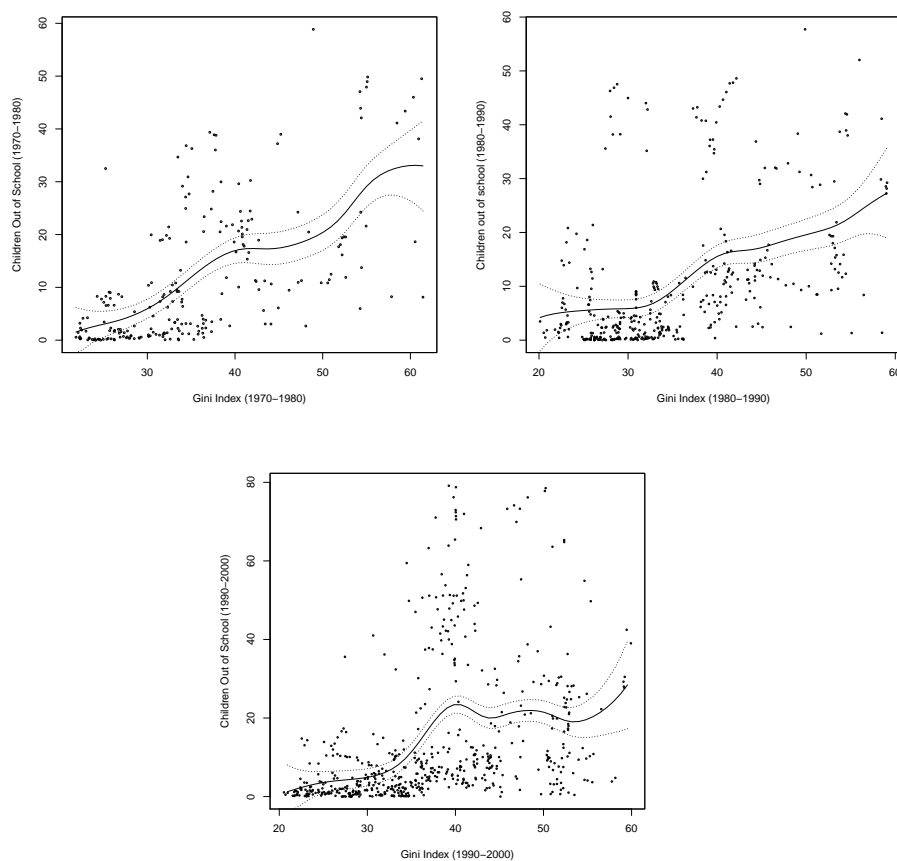 Children Out of School (1970−1980)
0 10 20 30 40 50 60
30 40 50 60
Gini Index (1970−1980)
Children Out of school (1980−1990)
0 10 20 30 40 50 60
20 30 40 50 60
Gini Index (1980−1990)
Children Out of School (1990−2000)
0 20 40 60 80
20 30 40 50 60
Gini Index (1990−2000)